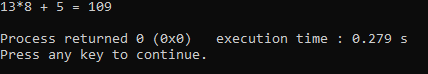 13*8 + 5 = 109
Process returned 0 (0x0)   execution time : 0.279 s
Press any key to continue.